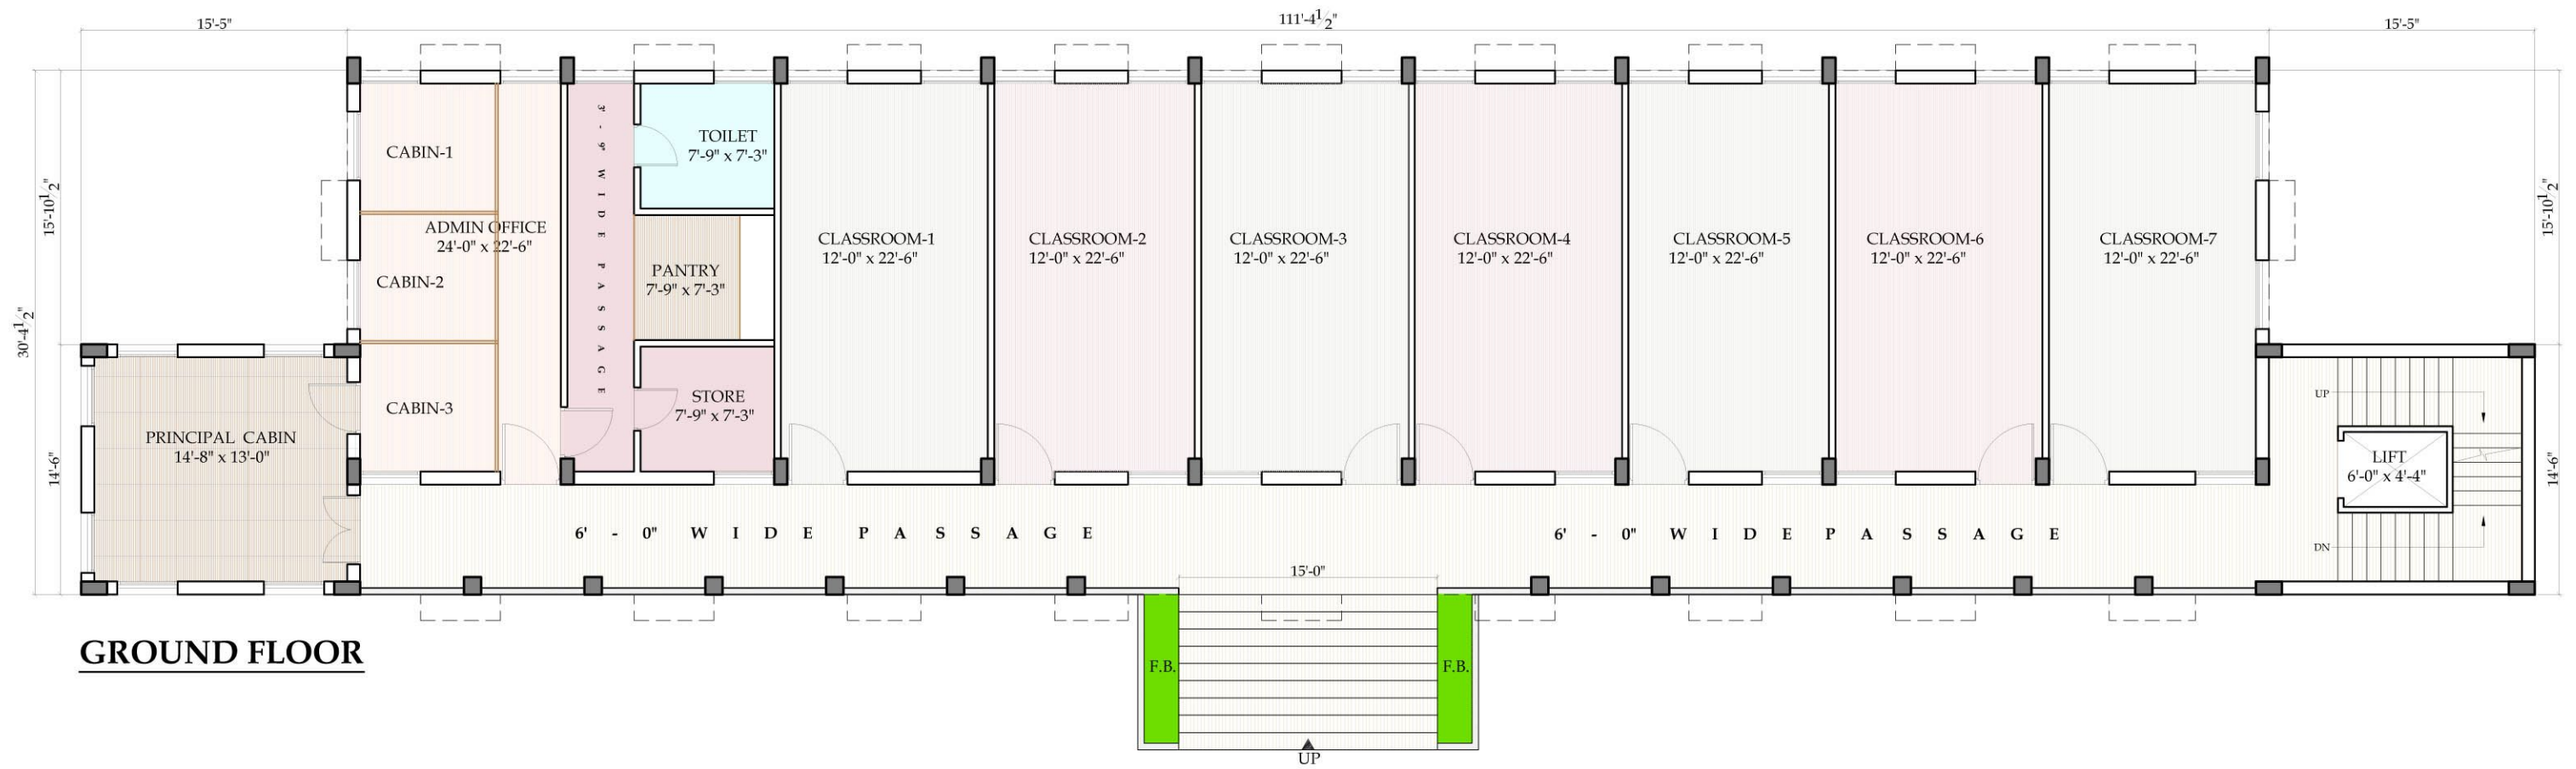 15'-5"
111'-4 1/2"
15'-5"
30'-4 1/2"
15'-10 1/2"
14'-6"
CABIN-1
ADMIN OFFICE
24'-0" x 22'-6"
CABIN-2
CABIN-3
PRINCIPAL CABIN
14'-8" x 13'-0"
3'-9" WIDE PASSAGE
TOILET
7'-9" x 7'-3"
PANTRY
7'-9" x 7'-3"
STORE
7'-9" x 7'-3"
CLASSROOM-1
12'-0" x 22'-6"
CLASSROOM-2
12'-0" x 22'-6"
CLASSROOM-3
12'-0" x 22'-6"
CLASSROOM-4
12'-0" x 22'-6"
CLASSROOM-5
12'-0" x 22'-6"
CLASSROOM-6
12'-0" x 22'-6"
CLASSROOM-7
12'-0" x 22'-6"
15'-10 1/2"
14'-6"
UP
LIFT
6'-0" x 4'-4"
DN
6'-0" WIDE PASSAGE
6'-0" WIDE PASSAGE
15'-0"
F.B.
F.B.
UP
GROUND FLOOR